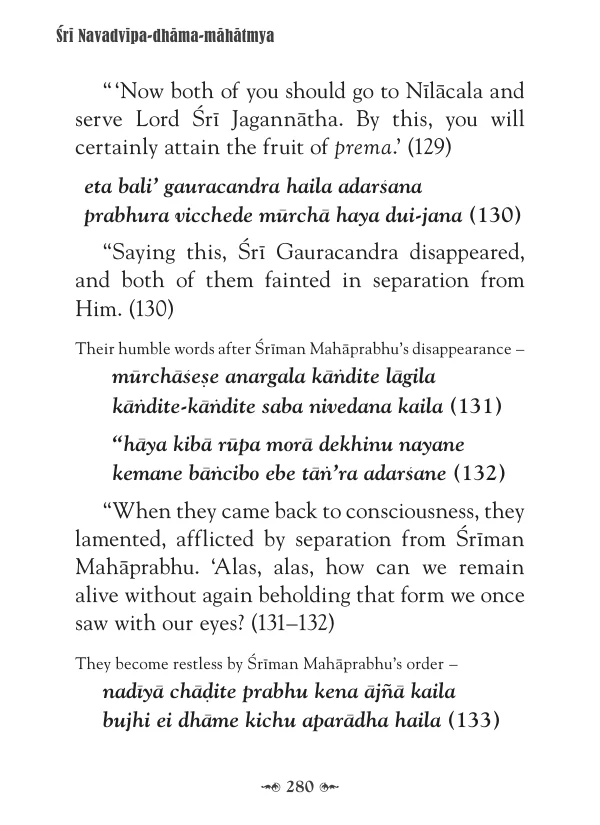 Śrī Navadvīpa-dhāma-māhātmya
“ ‘Now both of you should go to Nīlācala and
serve Lord Śrī Jagannātha. By this, you will
certainly attain the fruit of prema.’ (129)
eta bali’ gauracandra haila adarśana
prabhura vicchede mūrchā haya dui-jana (130)
“Saying this, Śrī Gauracandra disappeared,
and both of them fainted in separation from
Him. (130)
Their humble words after Śrīman Mahāprabhu’s disappearance –
mūrchāśeṣe anargala kāṅdite lāgila
kāṅdite-kāṅdite saba nivedana kaila (131)
“hāya kibā rūpa morā dekhinu nayane
kemane bāṅcibo ebe tāṅ’ra adarśane (132)
“When they came back to consciousness, they
lamented, afflicted by separation from Śrīman
Mahāprabhu. ‘Alas, alas, how can we remain
alive without again beholding that form we once
saw with our eyes? (131–132)
They become restless by Śrīman Mahāprabhu’s order –
nadīyā chāḍite prabhu kena ājñā kaila
bujhi ei dhāme kichu aparādha haila (133)
280